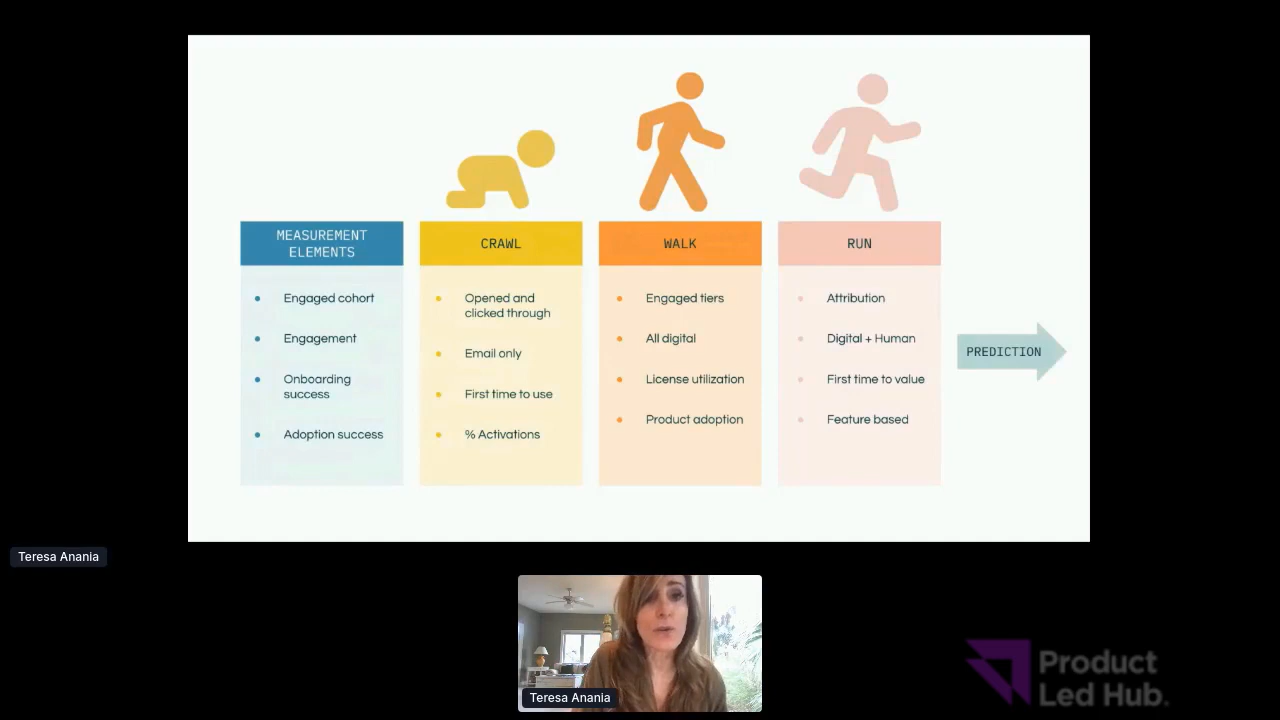 MEASUREMENT
ELEMENTS
Engaged cohort
Engagement
Onboarding
success
Adoption success
CRAWL
Opened and
clicked through
Email only
First time to use
% Activations
WALK
Engaged tiers
All digital
License utilization
Product adoption
RUN
Attribution
Digital + Human
First time to value
Feature based
PREDICTION
Teresa Anania
Teresa Anania
Product
Led Hub.